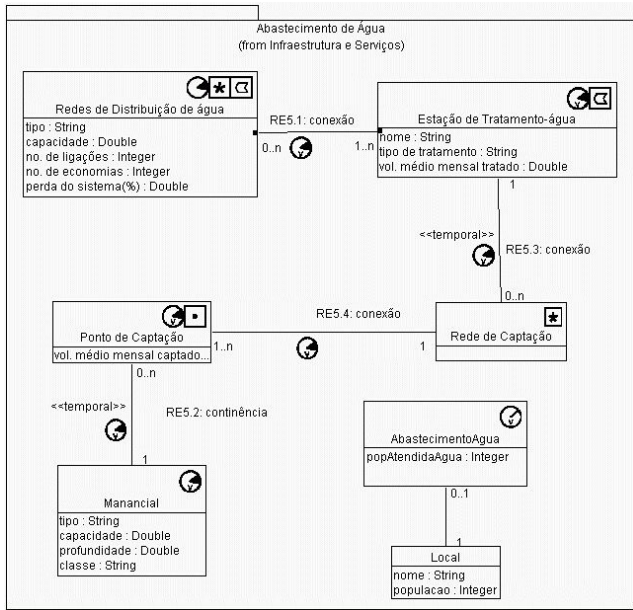 Abastecimento de Água
(from Infraestrutura e Serviços)
Redes de Distribuição de água
tipo : String
capacidade : Double
no. de ligações : Integer
no. de economias : Integer
perda do sistema(%) : Double
RE5.1: conexão
0..n
1..n
Estação de Tratamento-água
nome : String
tipo de tratamento : String
vol. médio mensal tratado : Double
1
<<temporal>>
RE5.3: conexão
0..n
Ponto de Captação
vol. médio mensal captado...
RE5.4: conexão
1..n
1
Rede de Captação
0..n
<<temporal>>
RE5.2: continência
1
Manancial
tipo : String
capacidade : Double
profundidade : Double
classe : String
AbastecimentoAgua
popAtendidaAgua : Integer
0..1
1
Local
nome : String
populacao : Integer